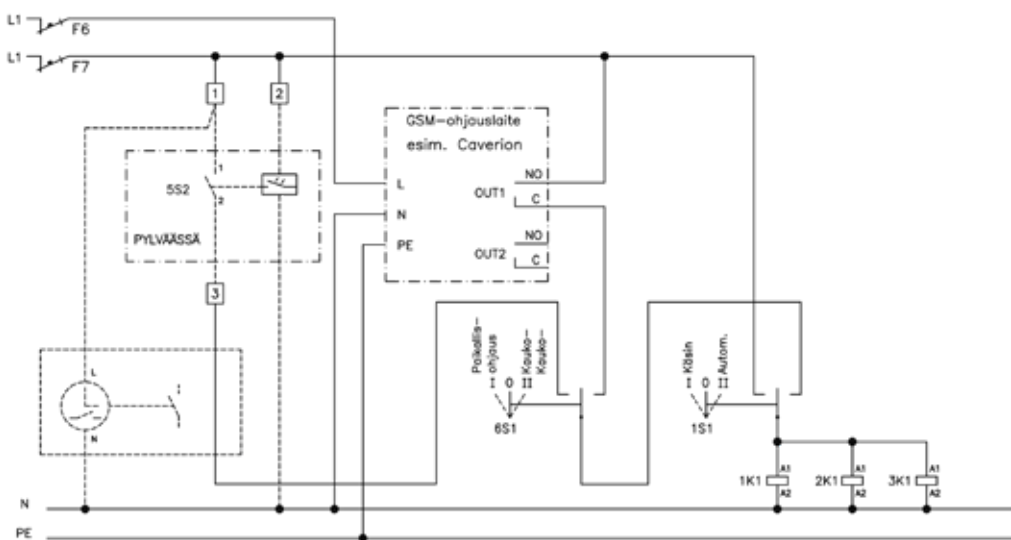 L1
F6
L1
F7
1
2
GSM-ohjauslaite
esim. Caverion
L
N
PE
NO
OUT1
C
NO
OUT2
C
1
5S2
2
PYLVÄÄSSÄ
3
Paikallis-
ohjaus
Kauko-
Kauko-
I O II
6S1
Käsin
Autom.
I O II
1S1
L
N
1K1
A1
A2
2K1
A1
A2
3K1
A1
A2
N
PE